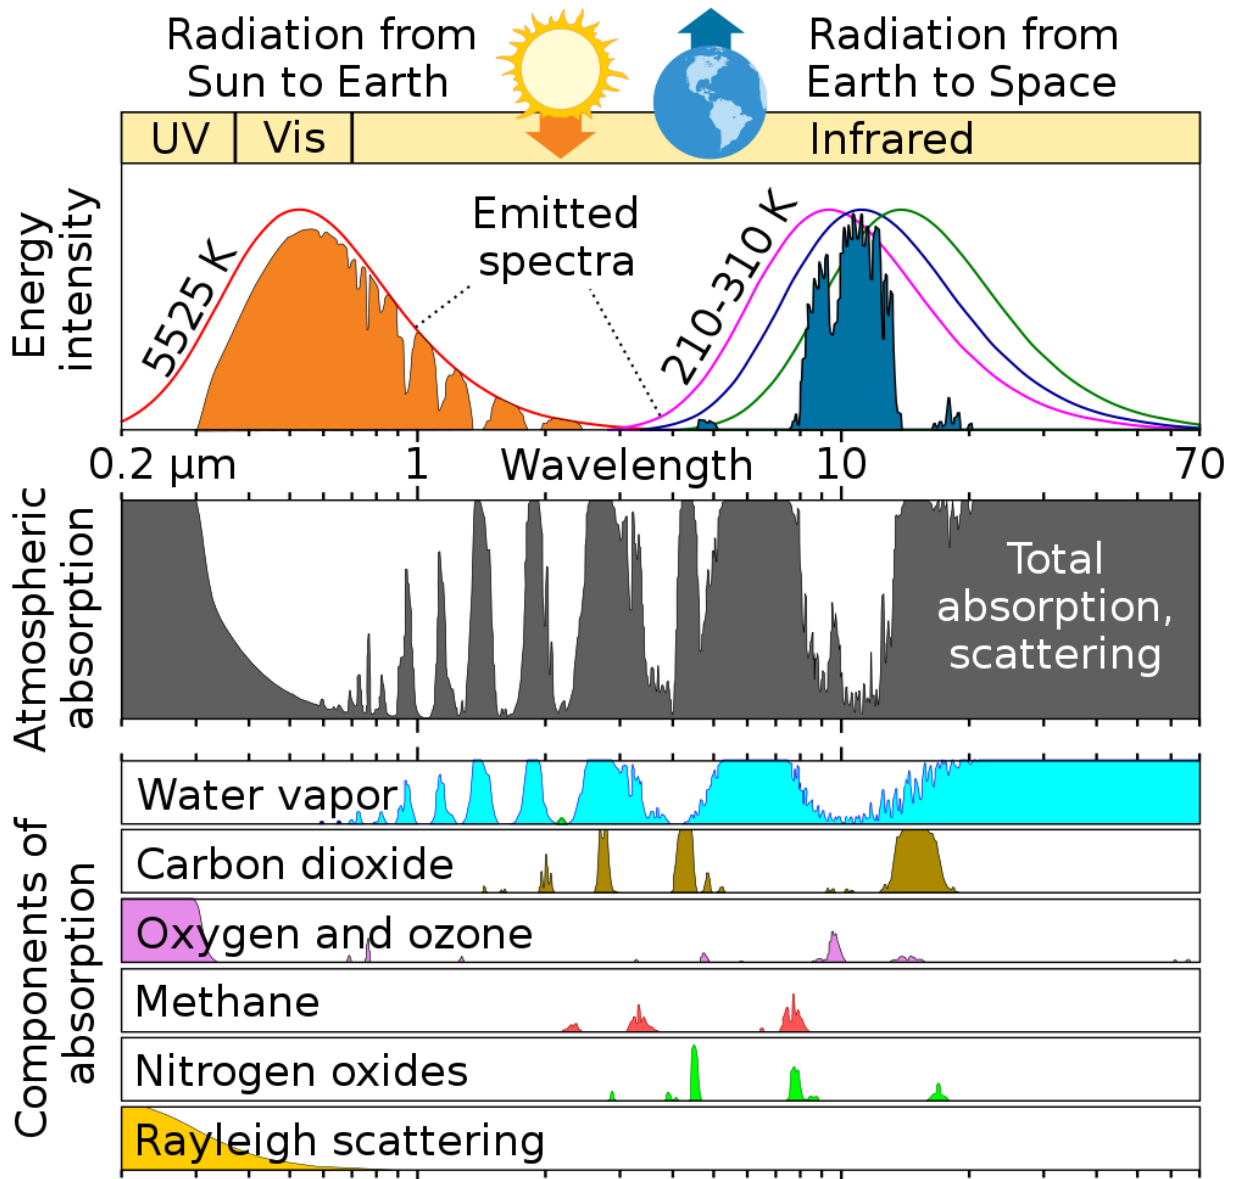 Radiation from
Sun to Earth
Radiation from
Earth to Space
UV
Vis
Infrared
Energy
intensity
5525 K
Emitted
spectra
210-310 K
0.2 µm
1
Wavelength
10
70
Atmospheric
absorption
Total
absorption,
scattering
Components of
absorption
Water vapor
Carbon dioxide
Oxygen and ozone
Methane
Nitrogen oxides
Rayleigh scattering